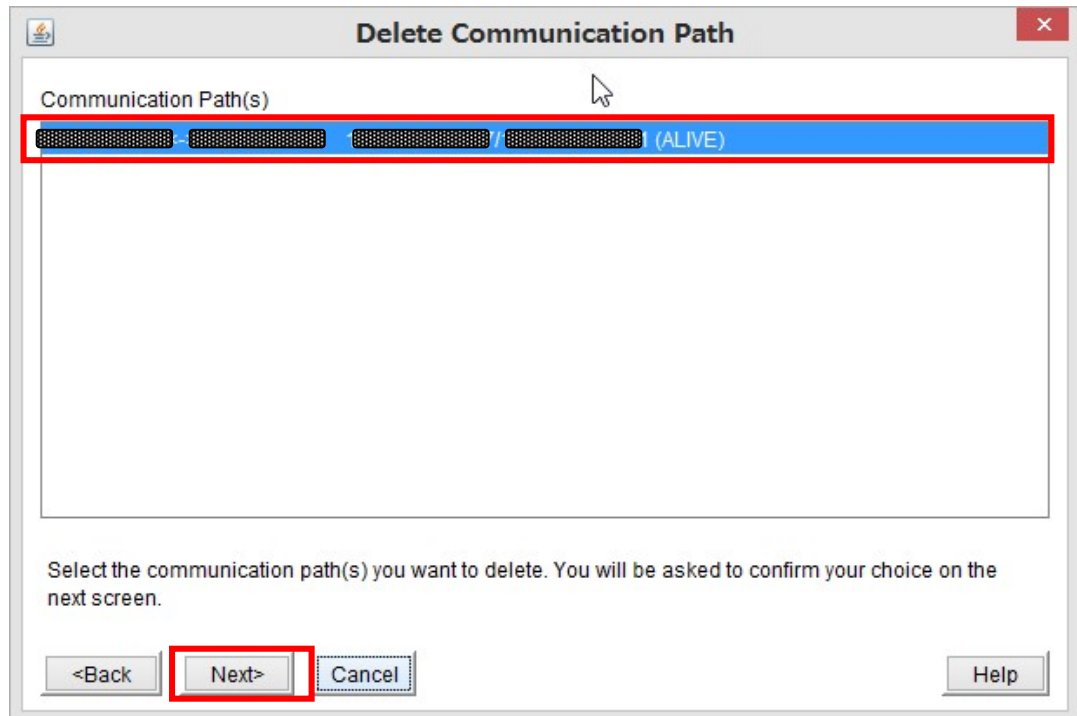 Delete Communication Path
Communication Path(s)
(ALIVE)
Select the communication path(s) you want to delete. You will be asked to confirm your choice on the
next screen.
<Back Next> Cancel Help